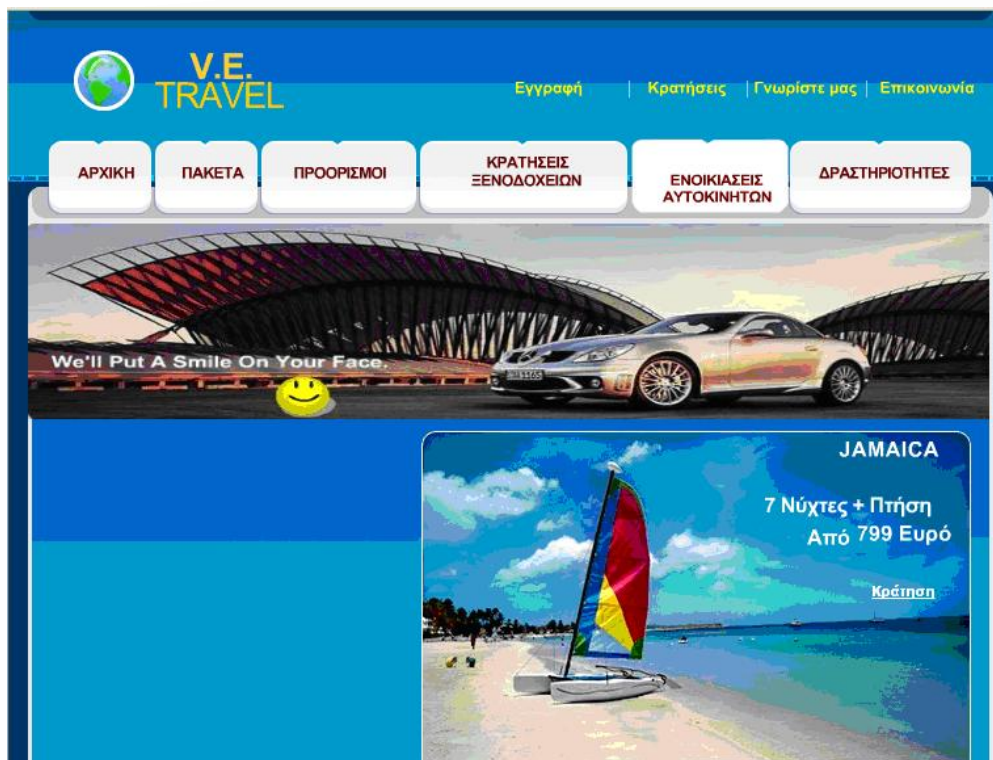 V.E.
TRAVEL
Εγγραφή | Κρατήσεις | Γνωρίστε μας | Επικοινωνία
ΑΡΧΙΚΗ
ΠΑΚΕΤΑ
ΠΡΟΟΡΙΣΜΟΙ
ΚΡΑΤΗΣΕΙΣ
ΞΕΝΟΔΟΧΕΙΩΝ
ΕΝΟΙΚΙΑΣΕΙΣ
ΑΥΤΟΚΙΝΗΤΩΝ
ΔΡΑΣΤΗΡΙΟΤΗΤΕΣ
We'll Put A Smile On Your Face.
JAMAICA
7 Νύχτες + Πτήση
Από 799 Ευρό
Κράτηση